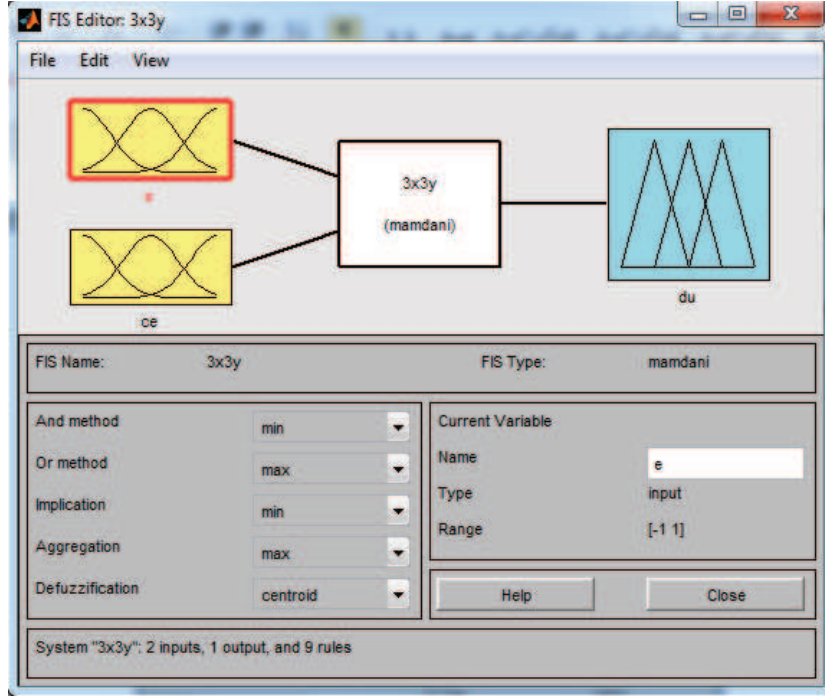 FIS Editor: 3x3y
File Edit View
e
ce
3x3y
(mamdani)
du
FIS Name: 3x3y FIS Type: mamdani
And method min
Or method max
Implication min
Aggregation max
Defuzzification centroid
Current Variable
Name e
Type input
Range [-1 1]
Help Close
System "3x3y": 2 inputs, 1 output, and 9 rules